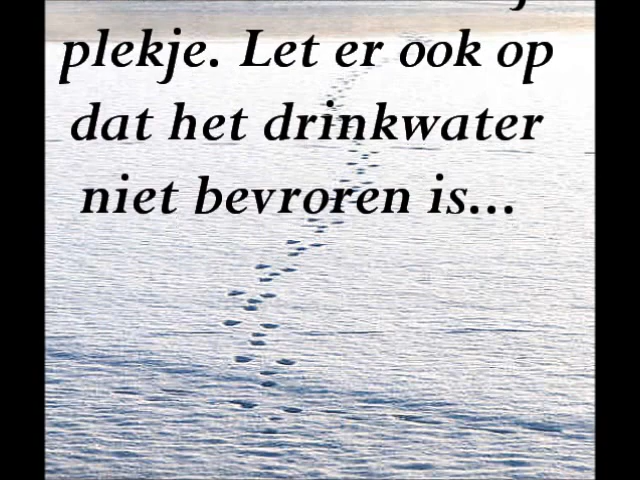 plekje. Let er ook op
dat het drinkwater
niet bevroren is...